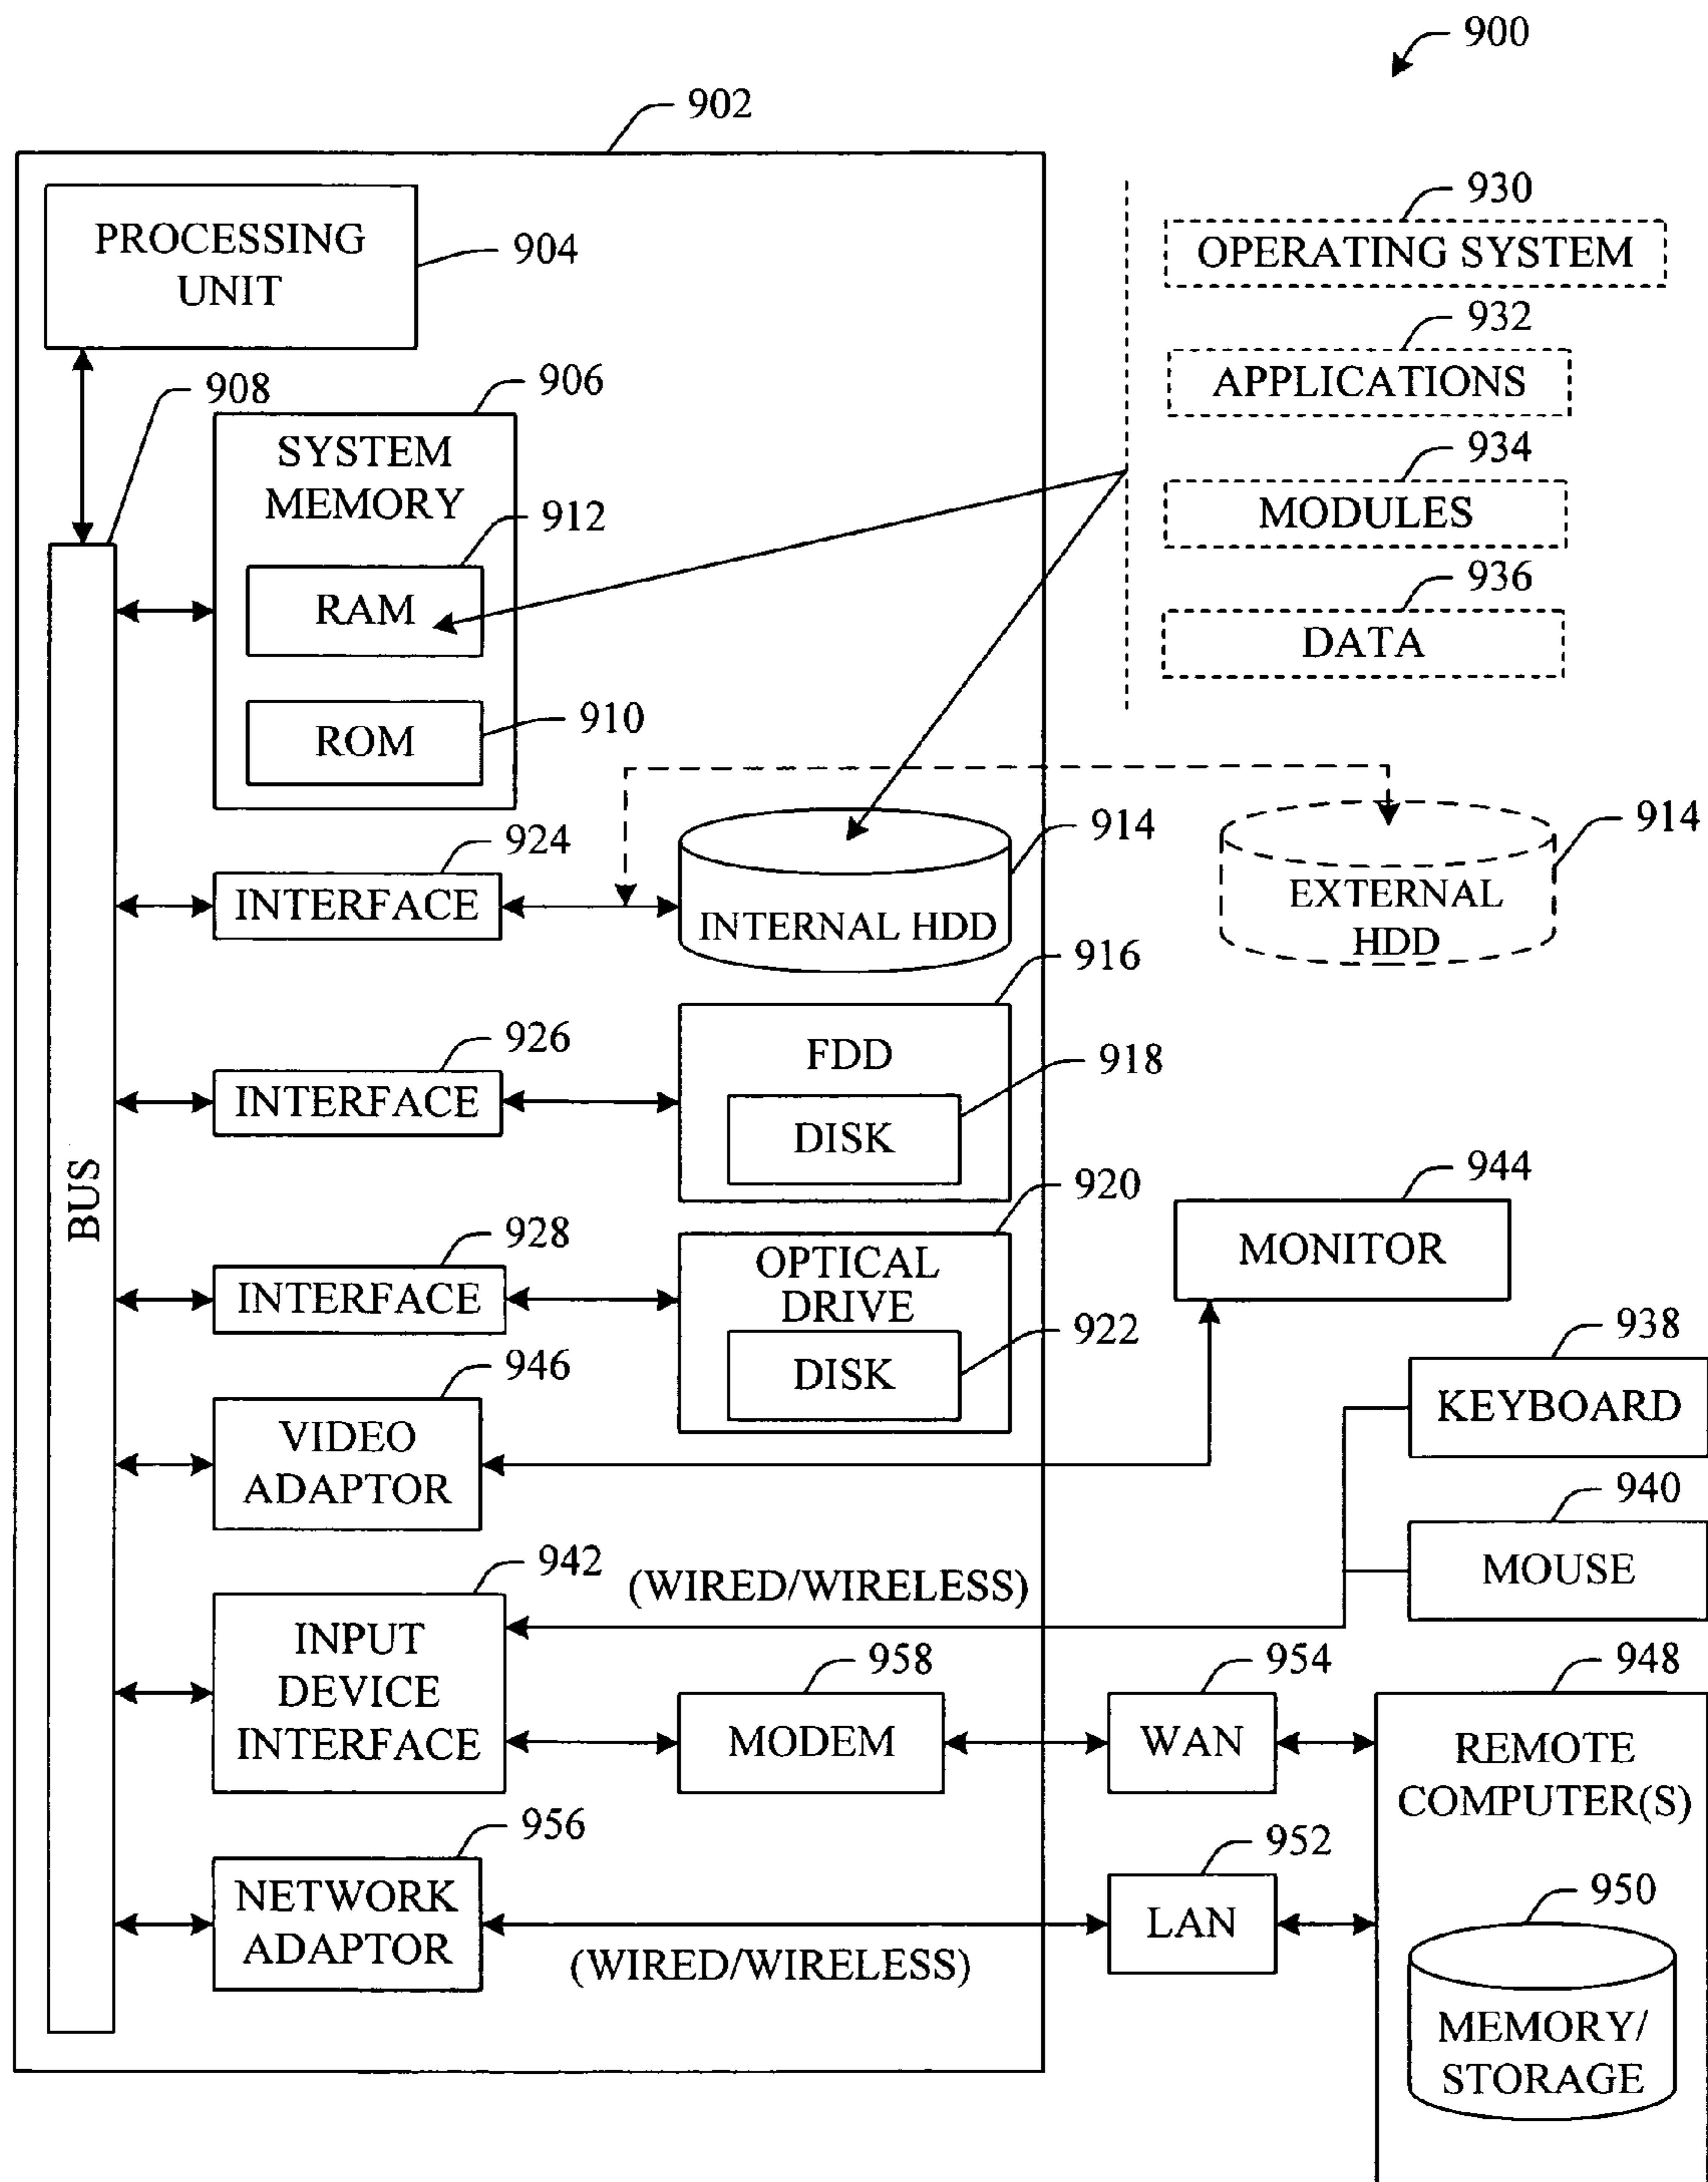 900
902
PROCESSING
UNIT
904
930
OPERATING SYSTEM
932
APPLICATIONS
934
MODULES
936
DATA
908
906
SYSTEM
MEMORY
912
RAM
910
ROM
BUS
924
INTERFACE
914
INTERNAL HDD
914
EXTERNAL
HDD
926
INTERFACE
916
FDD
918
DISK
928
INTERFACE
920
OPTICAL
DRIVE
922
DISK
944
MONITOR
946
VIDEO
ADAPTOR
938
KEYBOARD
940
MOUSE
942
INPUT
DEVICE
INTERFACE
(WIRED/WIRELESS)
958
MODEM
954
WAN
948
REMOTE
COMPUTER(S)
956
NETWORK
ADAPTOR
(WIRED/WIRELESS)
952
LAN
950
MEMORY/
STORAGE